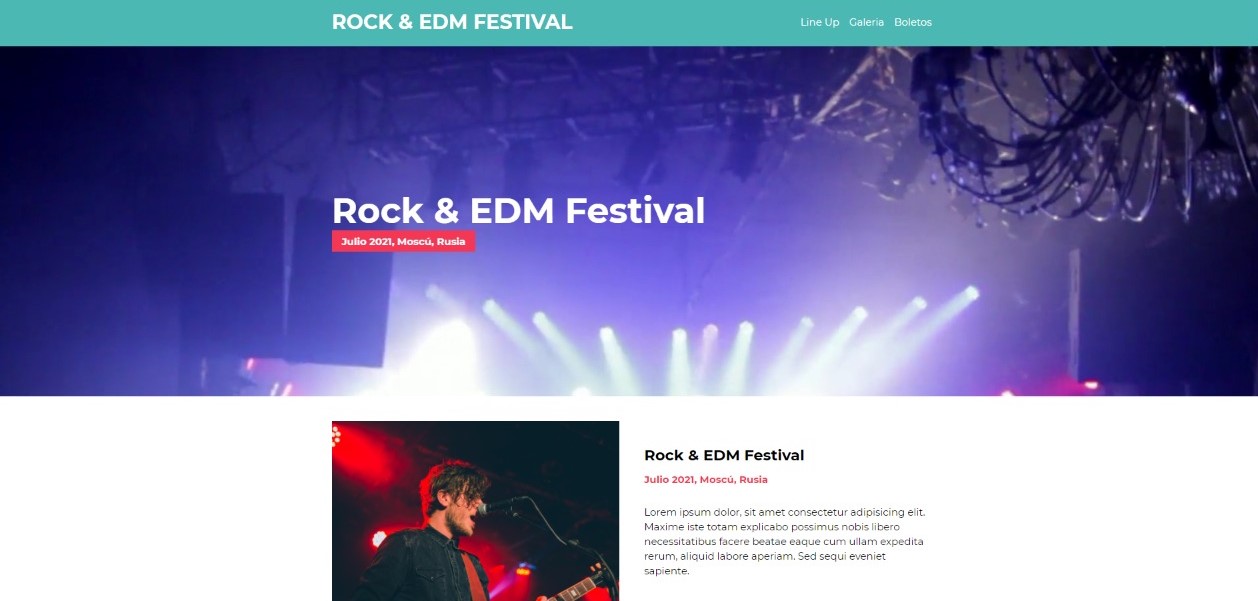 ROCK & EDM FESTIVAL
Line Up Galeria Boletos
Rock & EDM Festival
Julio 2021, Moscú, Rusia
Rock & EDM Festival
Julio 2021, Moscú, Rusia
Lorem ipsum dolor, sit amet consectetur adipisicing elit.
Maxime iste totam explicabo possimus nobis libero
necessitatibus facere beatae eaque cum ullam expedita
rerum, aliquid labore aperiam. Sed sequi eveniet
sapiente.